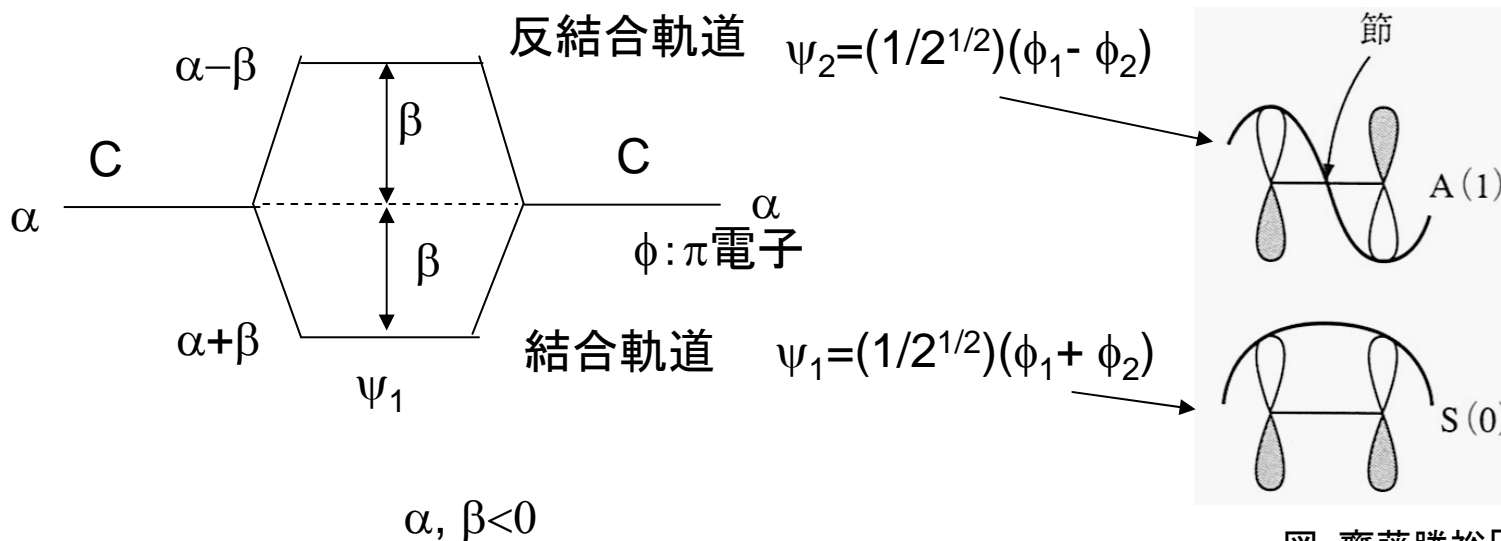 反結合軌道
ψ₂=(1/2^{1/2})(ϕ₁- ϕ₂)
節
α−β
β
C
C
A(1)
α
α
ϕ:π電子
β
α+β
結合軌道
ψ₁=(1/2^{1/2})(ϕ₁+ ϕ₂)
ψ₁
S(0)
α, β<0